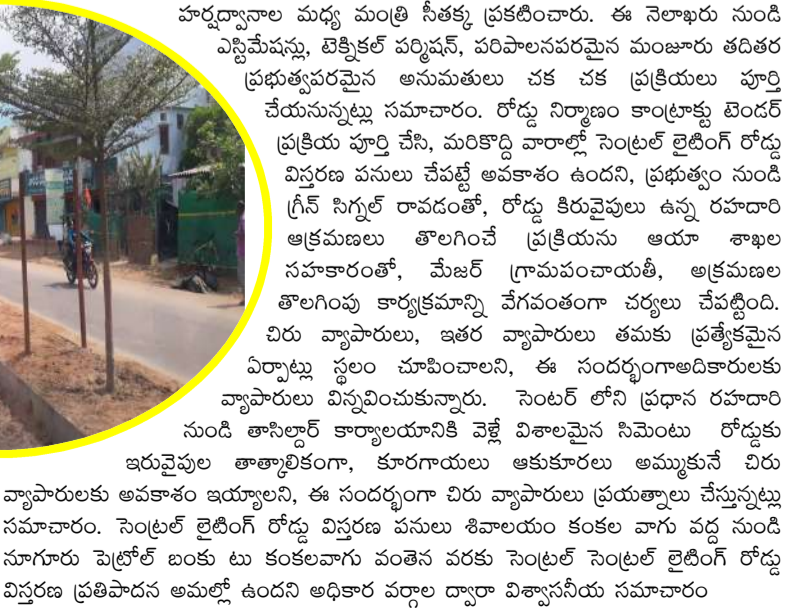 హర్షద్వానాల మధ్య మంత్రి సీతక్క ప్రకటించారు. ఈ నెలాఖరు నుండి
ఎస్టిమేషన్లు, టెక్నికల్ పర్మిషన్, పరిపాలనపరమైన మంజూరు తదితర
ప్రభుత్వపరమైన అనుమతులు చక చక ప్రక్రియలు పూర్తి
చేయనున్నట్లు సమాచారం. రోడ్డు నిర్మాణం కాంట్రాక్టు టెండర్
ప్రక్రియ పూర్తి చేసి, మరికొద్ది వారాల్లో సెంట్రల్ లైటింగ్ రోడ్డు
విస్తరణ పనులు చేపట్టే అవకాశం ఉందని, ప్రభుత్వం నుండి
గ్రీన్ సిగ్నల్ రావడంతో, రోడ్డు కిరువైపులు ఉన్న రహదారి
ఆక్రమణలు తొలగించే ప్రక్రియను ఆయా శాఖల
సహకారంతో, మేజర్ గ్రామపంచాయతీ, అక్రమణల
తొలగింపు కార్యక్రమాన్ని వేగవంతంగా చర్యలు చేపట్టింది.
చిరు వ్యాపారులు, ఇతర వ్యాపారులు తమకు ప్రత్యేకమైన
ఏర్పాట్లు స్థలం చూపించాలని, ఈ సందర్భంగాఅదికారులకు
వ్యాపారులు విన్నవించుకున్నారు. సెంటర్ లోని ప్రధాన రహదారి
నుండి తాసిల్దార్ కార్యాలయానికి వెళ్లే విశాలమైన సిమెంటు రోడ్డుకు
ఇరువైపుల తాత్కాలికంగా, కూరగాయలు ఆకుకూరలు అమ్ముకునే చిరు
వ్యాపారులకు అవకాశం ఇయ్యాలని, ఈ సందర్భంగా చిరు వ్యాపారులు ప్రయత్నాలు చేస్తున్నట్లు
సమాచారం. సెంట్రల్ లైటింగ్ రోడ్డు విస్తరణ పనులు శివాలయం కంకల వాగు వద్ద నుండి
నూగూరు పెట్రోల్ బంకు టు కంకలవాగు వంతెన వరకు సెంట్రల్ సెంట్రల్ లైటింగ్ రోడ్డు
విస్తరణ ప్రతిపాదన అమల్లో ఉందని అధికార వర్గాల ద్వారా విశ్వాసనీయ సమాచారం